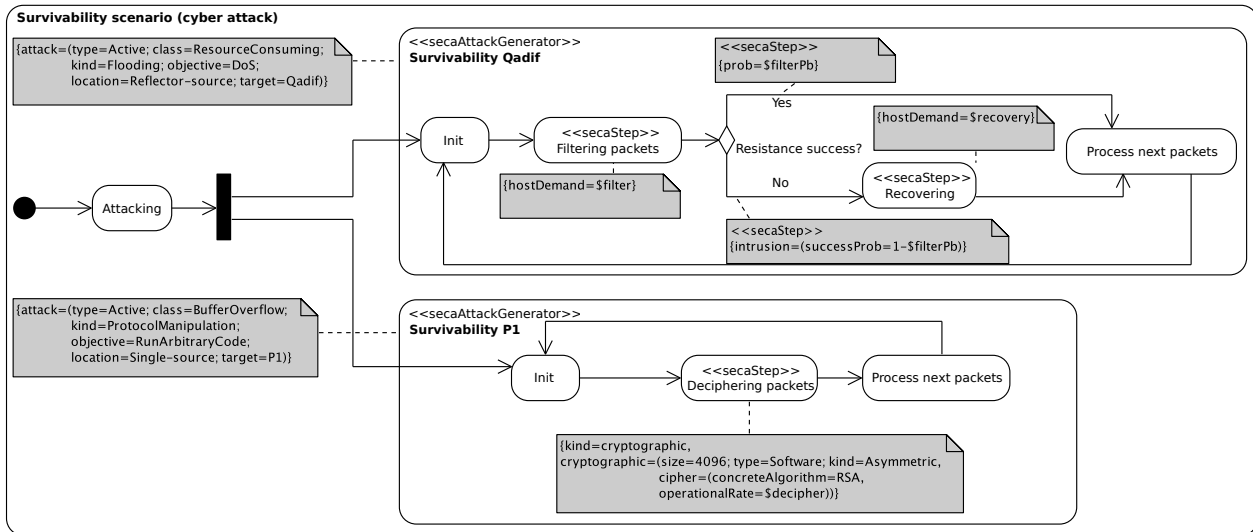 Survivability scenario (cyber attack)
{attack=(type=Active; class=ResourceConsuming;
kind=Flooding; objective=DoS;
location=Reflector-source; target=Qadif)}
<<secaAttackGenerator>>
Survivability Qadif
<<secaStep>>
{prob=$filterPb}
Yes
{hostDemand=$recovery}
Init
<<secaStep>>
Filtering packets
Resistance success?
Process next packets
{hostDemand=$filter}
No
<<secaStep>>
Recovering
Attacking
<<secaStep>>
{intrusion=(successProb=1-$filterPb)}
{attack=(type=Active; class=BufferOverflow;
kind=ProtocolManipulation;
objective=RunArbitraryCode;
location=Single-source; target=P1)}
<<secaAttackGenerator>>
Survivability P1
Init
<<secaStep>>
Deciphering packets
Process next packets
{kind=cryptographic,
cryptographic=(size=4096; type=Software; kind=Asymmetric,
cipher=(concreteAlgorithm=RSA,
operationalRate=$decipher))}